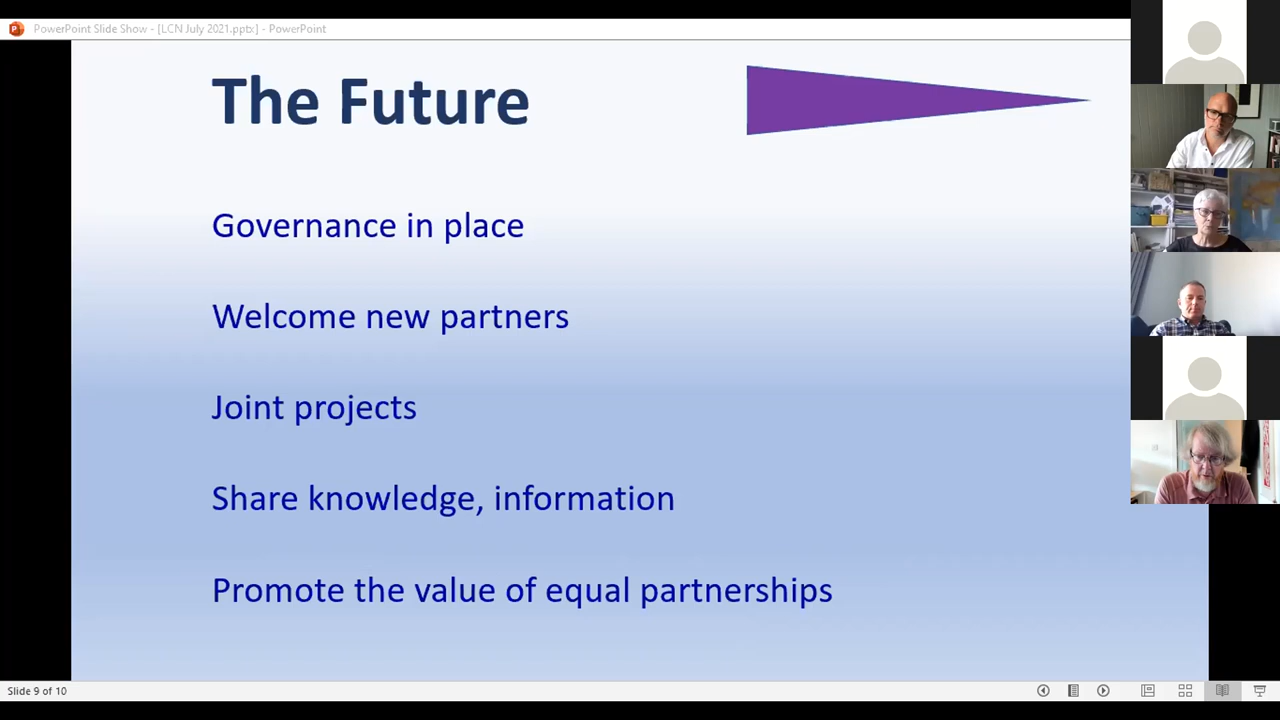 PowerPoint Slide Show - [LCN July 2021.pptx] - PowerPoint
The Future
Governance in place
Welcome new partners
Joint projects
Share knowledge, information
Promote the value of equal partnerships
Slide 9 of 10